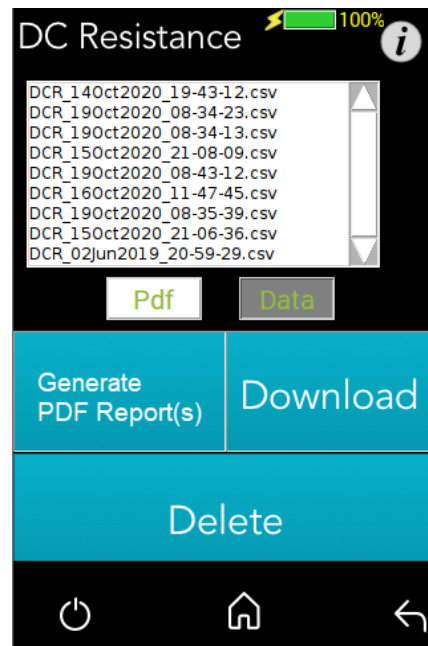 DC Resistance
100%
i
DCR_14Oct2020_19-43-12.csv
DCR_19Oct2020_08-34-23.csv
DCR_19Oct2020_08-34-13.csv
DCR_15Oct2020_21-08-09.csv
DCR_19Oct2020_08-43-12.csv
DCR_16Oct2020_11-47-45.csv
DCR_19Oct2020_08-35-39.csv
DCR_15Oct2020_21-06-36.csv
DCR_02Jun2019_20-59-29.csv
Pdf
Data
Generate
PDF Report(s)
Download
Delete